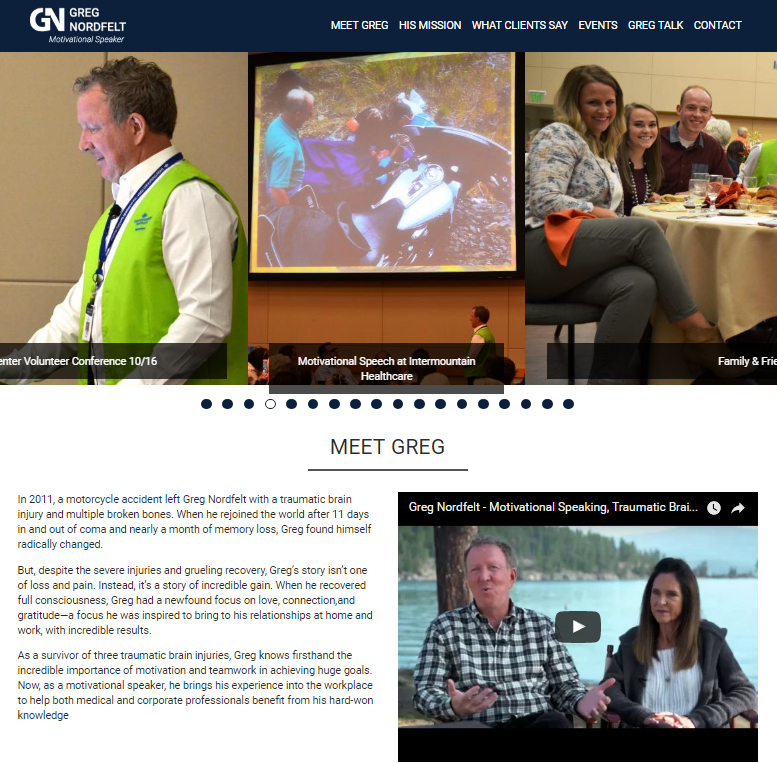 GN GREG
NORDFELT
Motivational Speaker
MEET GREG HIS MISSION WHAT CLIENTS SAY EVENTS GREG TALK CONTACT
enter Volunteer Conference 10/16
Motivational Speech at Intermountain
Healthcare
Family & Frie
MEET GREG
In 2011, a motorcycle accident left Greg Nordfelt with a traumatic brain
injury and multiple broken bones. When he rejoined the world after 11 days
in and out of coma and nearly a month of memory loss, Greg found himself
radically changed.
But, despite the severe injuries and grueling recovery, Greg's story isn't one
of loss and pain. Instead, it's a story of incredible gain. When he recovered
full consciousness, Greg had a newfound focus on love, connection,and
gratitude—a focus he was inspired to bring to his relationships at home and
work, with incredible results.
As a survivor of three traumatic brain injuries, Greg knows firsthand the
incredible importance of motivation and teamwork in achieving huge goals.
Now, as a motivational speaker, he brings his experience into the workplace
to help both medical and corporate professionals benefit from his hard-won
knowledge
Greg Nordfelt - Motivational Speaking, Traumatic Brai...